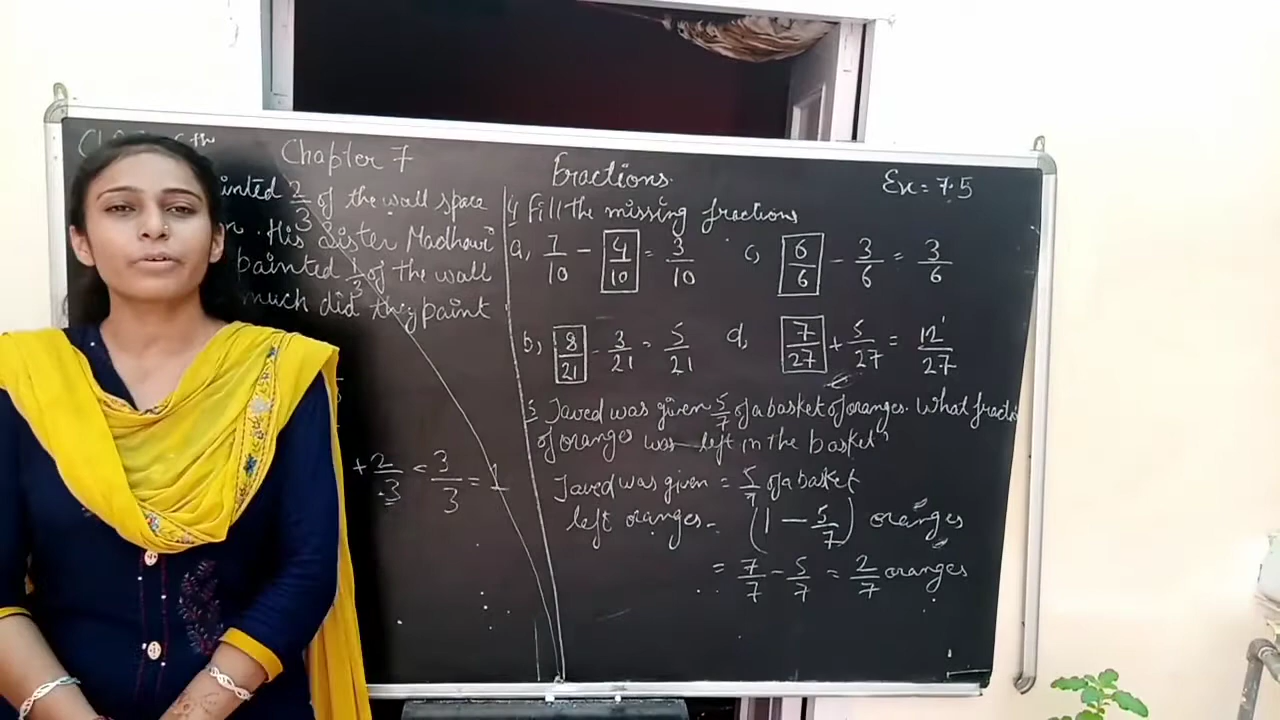 Chapter 7
Fractions.
Ex = 7.5
2/3 of the wall space
His Sister Madhavi
painted 1/3 of the wall
much did they paint
+ 2/3 = 3/3 = 1
4 Fill the missing fractions
a, 7/10 - 4/10 = 3/10
c, 6/6 - 3/6 = 3/6
b, 8/21 - 3/21 = 5/21
d, 7/27 + 5/27 = 12/27
5 Javed was given 5/7 of a basket of oranges. What
of oranges was left in the basket?
Javed was given = 5/7 of a basket
left oranges = (1 - 5/7) oranges
= 7/7 - 5/7 = 2/7 oranges